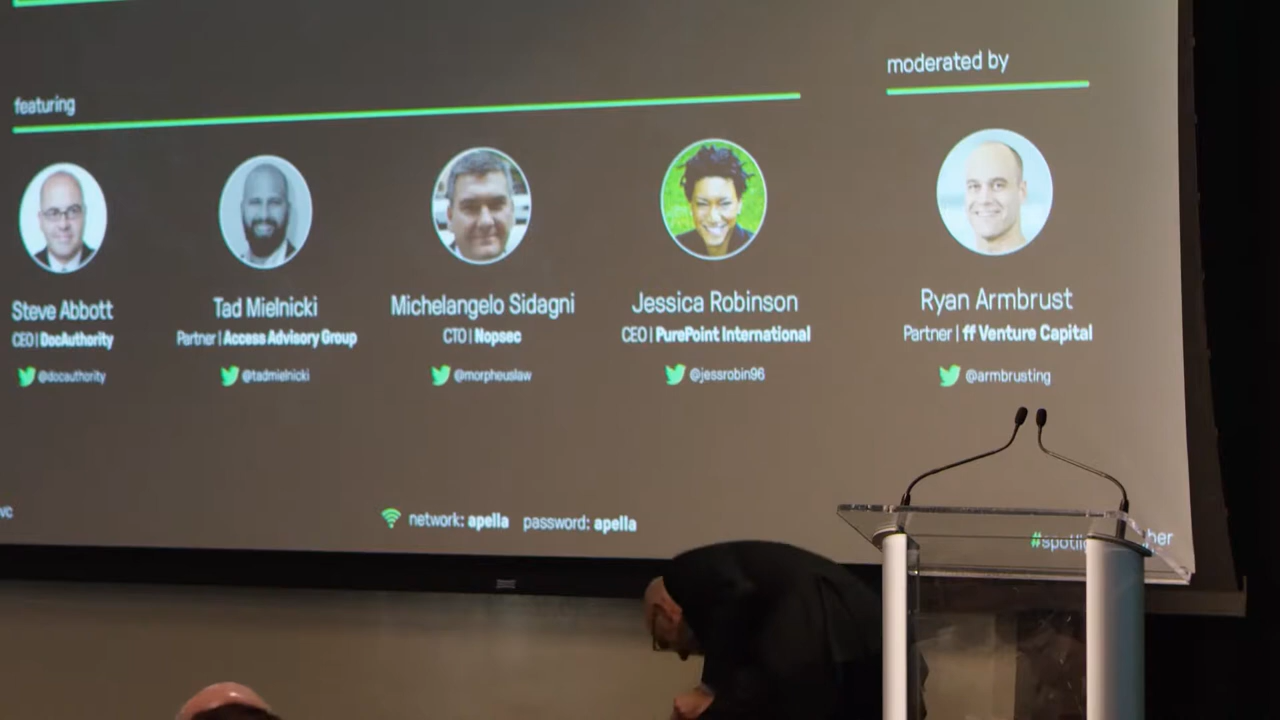 featuring
moderated by
Steve Abbott
CEO | DocAuthority
@docauthority
Tad Mielnicki
Partner | Access Advisory Group
@tadmielnicki
Michelangelo Sidagni
CTO | Nopsec
@morpheuslaw
Jessica Robinson
CEO | PurePoint International
@jessrobin96
Ryan Armbrust
Partner | ff Venture Capital
@armbrusting
vc
network: apella password: apella